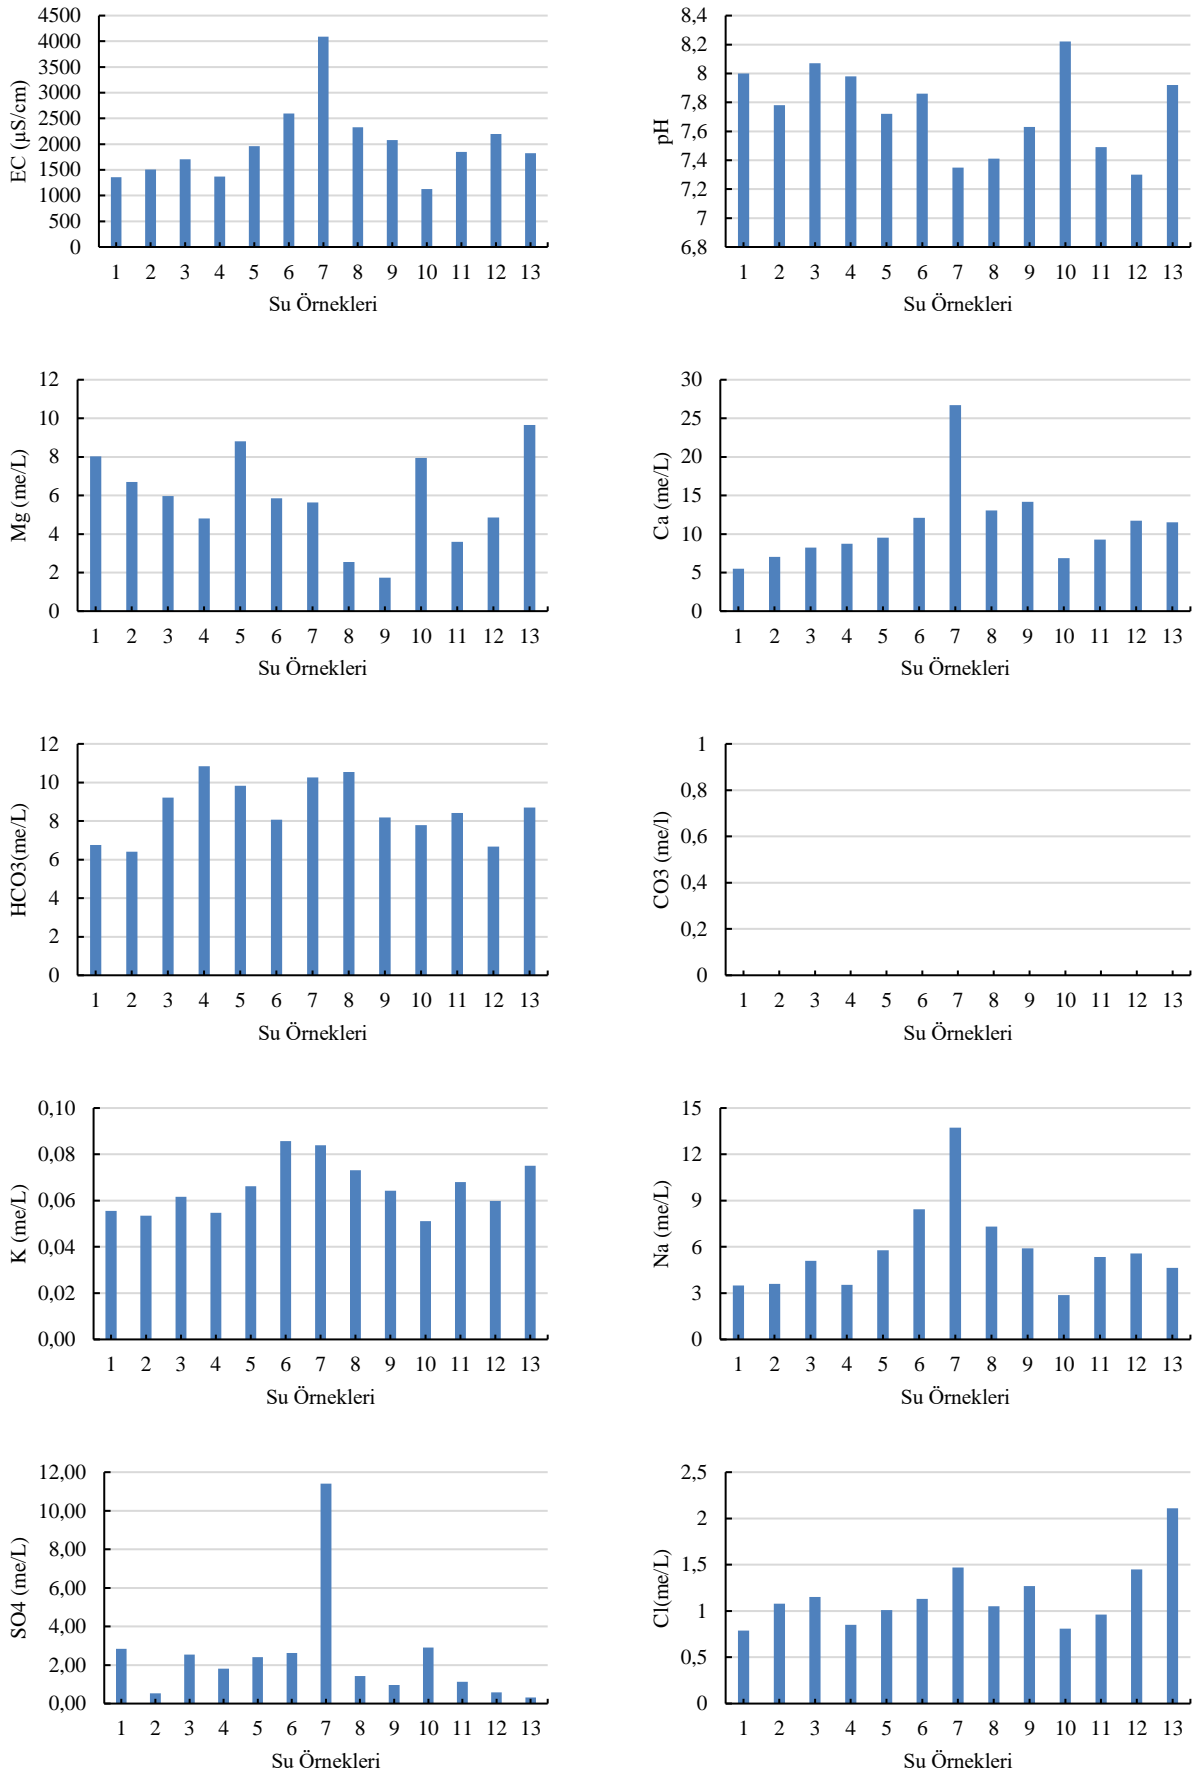 EC (µS/cm)
4500
4000
3500
3000
2500
2000
1500
1000
500
0
1 2 3 4 5 6 7 8 9 10 11 12 13
Su Örnekleri
pH
8,4
8,2
8
7,8
7,6
7,4
7,2
7
6,8
1 2 3 4 5 6 7 8 9 10 11 12 13
Su Örnekleri
Mg (me/L)
12
10
8
6
4
2
0
1 2 3 4 5 6 7 8 9 10 11 12 13
Su Örnekleri
Ca (me/L)
30
25
20
15
10
5
0
1 2 3 4 5 6 7 8 9 10 11 12 13
Su Örnekleri
HCO3(me/L)
12
10
8
6
4
2
0
1 2 3 4 5 6 7 8 9 10 11 12 13
Su Örnekleri
CO3 (me/l)
1
0,8
0,6
0,4
0,2
0
1 2 3 4 5 6 7 8 9 10 11 12 13
Su Örnekleri
K (me/L)
0,10
0,08
0,06
0,04
0,02
0,00
1 2 3 4 5 6 7 8 9 10 11 12 13
Su Örnekleri
Na (me/L)
15
12
9
6
3
0
1 2 3 4 5 6 7 8 9 10 11 12 13
Su Örnekleri
SO4 (me/L)
12,00
10,00
8,00
6,00
4,00
2,00
0,00
1 2 3 4 5 6 7 8 9 10 11 12 13
Su Örnekleri
Cl(me/L)
2,5
2
1,5
1
0,5
0
1 2 3 4 5 6 7 8 9 10 11 12 13
Su Örnekleri